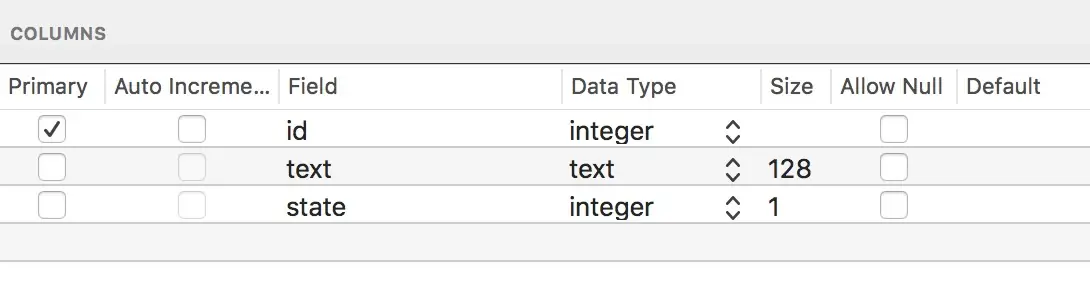 COLUMNS
Primary Auto Increme... Field Data Type Size Allow Null Default
id integer
text text 128
state integer 1